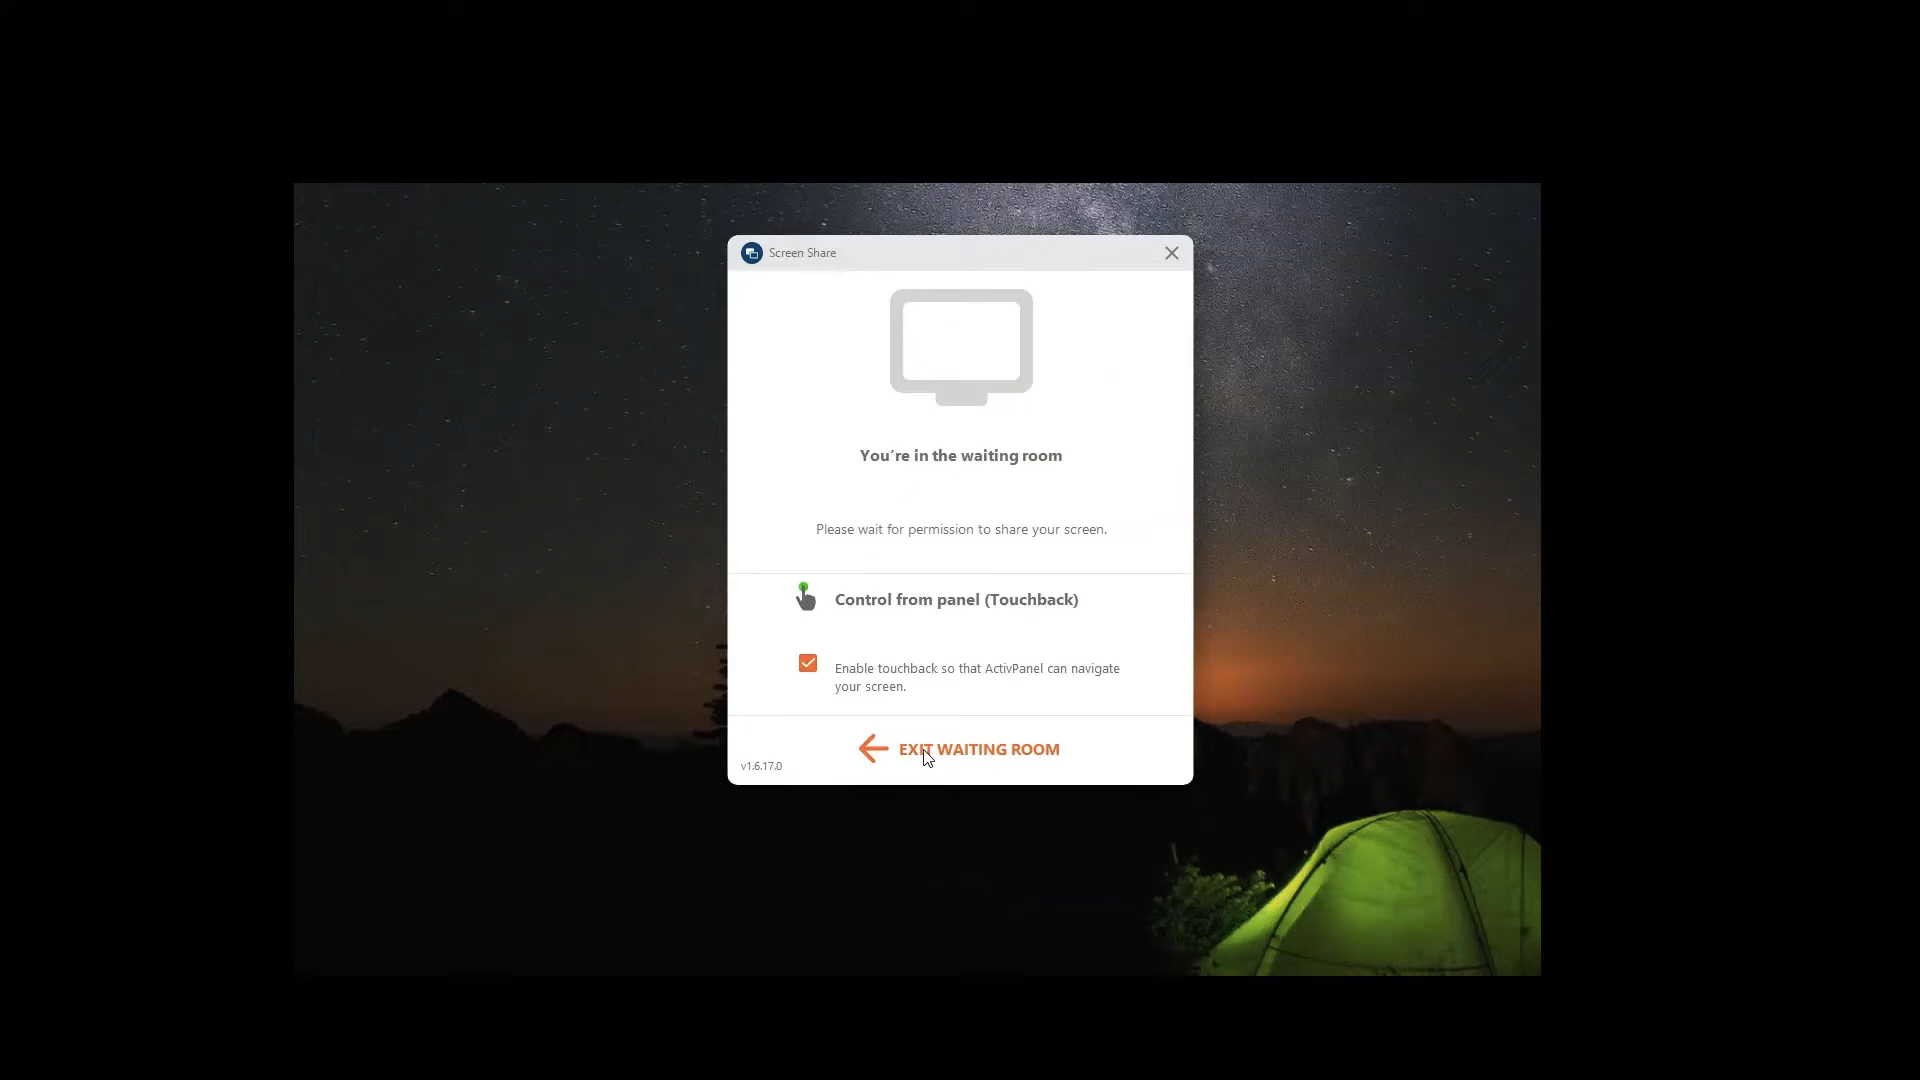 Screen Share
You're in the waiting room
Please wait for permission to share your screen.
Control from panel (Touchback)
Enable touchback so that ActivPanel can navigate
your screen.
EXIT WAITING ROOM
v1.6.17.0